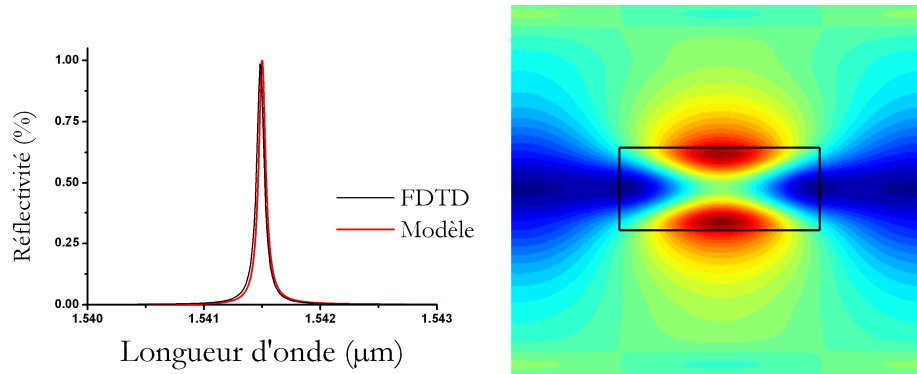 Réflectivité (%)
1.00
0.75
0.50
0.25
0.00
FDTD
Modèle
1.540
1.541
1.542
1.543
Longueur d'onde (μm)